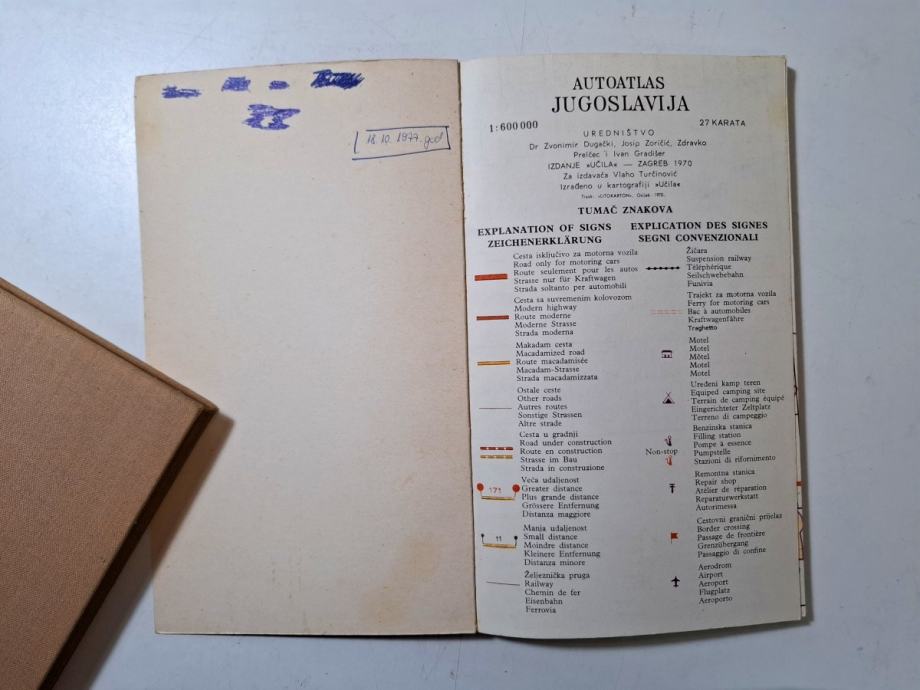 18.10.1977. god
AUTOATLAS
JUGOSLAVIJA
1:600 000
27 KARATA
UREDNIŠTVO
Dr Zvonimir Dugački, Josip Zoričić, Zdravko
Prelčec i Ivan Gradišer
IZDANJE »UČILA« — ZAGREB 1970
Za izdavača Vlaho Turčinović
Izrađeno u kartografiji »Učila«
Tisak: »LITOKARTON«, Osijek · 1970.
TUMAČ ZNAKOVA
EXPLANATION OF SIGNS
ZEICHENERKLÄRUNG
EXPLICATION DES SIGNES
SEGNI CONVENZIONALI
Cesta isključivo za motorna vozila
Road only for motoring cars
Route seulement pour les autos
Strasse nur für Kraftwagen
Strada soltanto per automobili
Cesta sa suvremenim kolovozom
Modern highway
Route moderne
Moderne Strasse
Strada moderna
Makadam cesta
Macadamized road
Route macadamisée
Macadam-Strasse
Strada macadamizzata
Ostale ceste
Other roads
Autres routes
Sonstige Strassen
Altre strade
Cesta u gradnji
Road under construction
Route en construction
Strasse im Bau
Strada in construzione
171
Veća udaljenost
Greater distance
Plus grande distance
Grössere Entfernung
Distanza maggiore
11
Manja udaljenost
Small distance
Moindre distance
Kleinere Entfernung
Distanza minore
Željeznička pruga
Railway
Chemin de fer
Eisenbahn
Ferrovia
Žičara
Suspension railway
Téléphérique
Seilschwebebahn
Funivia
Trajekt za motorna vozila
Ferry for motoring cars
Bac à automobiles
Kraftwagenfähre
Traghetto
Motel
Motel
Môtel
Motel
Motel
Uređeni kamp teren
Equiped camping site
Terrain de camping équipé
Eingerichteter Zeltplatz
Terreno di campeggio
Benzinska stanica
Filling station
Pompe à essence
Non-stop Pumpstelle
Stazioni di rifornimento
Remontna stanica
Repair shop
Atelier de réparation
Reparaturwerkstatt
Autorimessa
Cestovni granični prijelaz
Border crossing
Passage de frontière
Grenzübergang
Passaggio di confine
Aerodrom
Airport
Aeroport
Flugplatz
Aeroporto